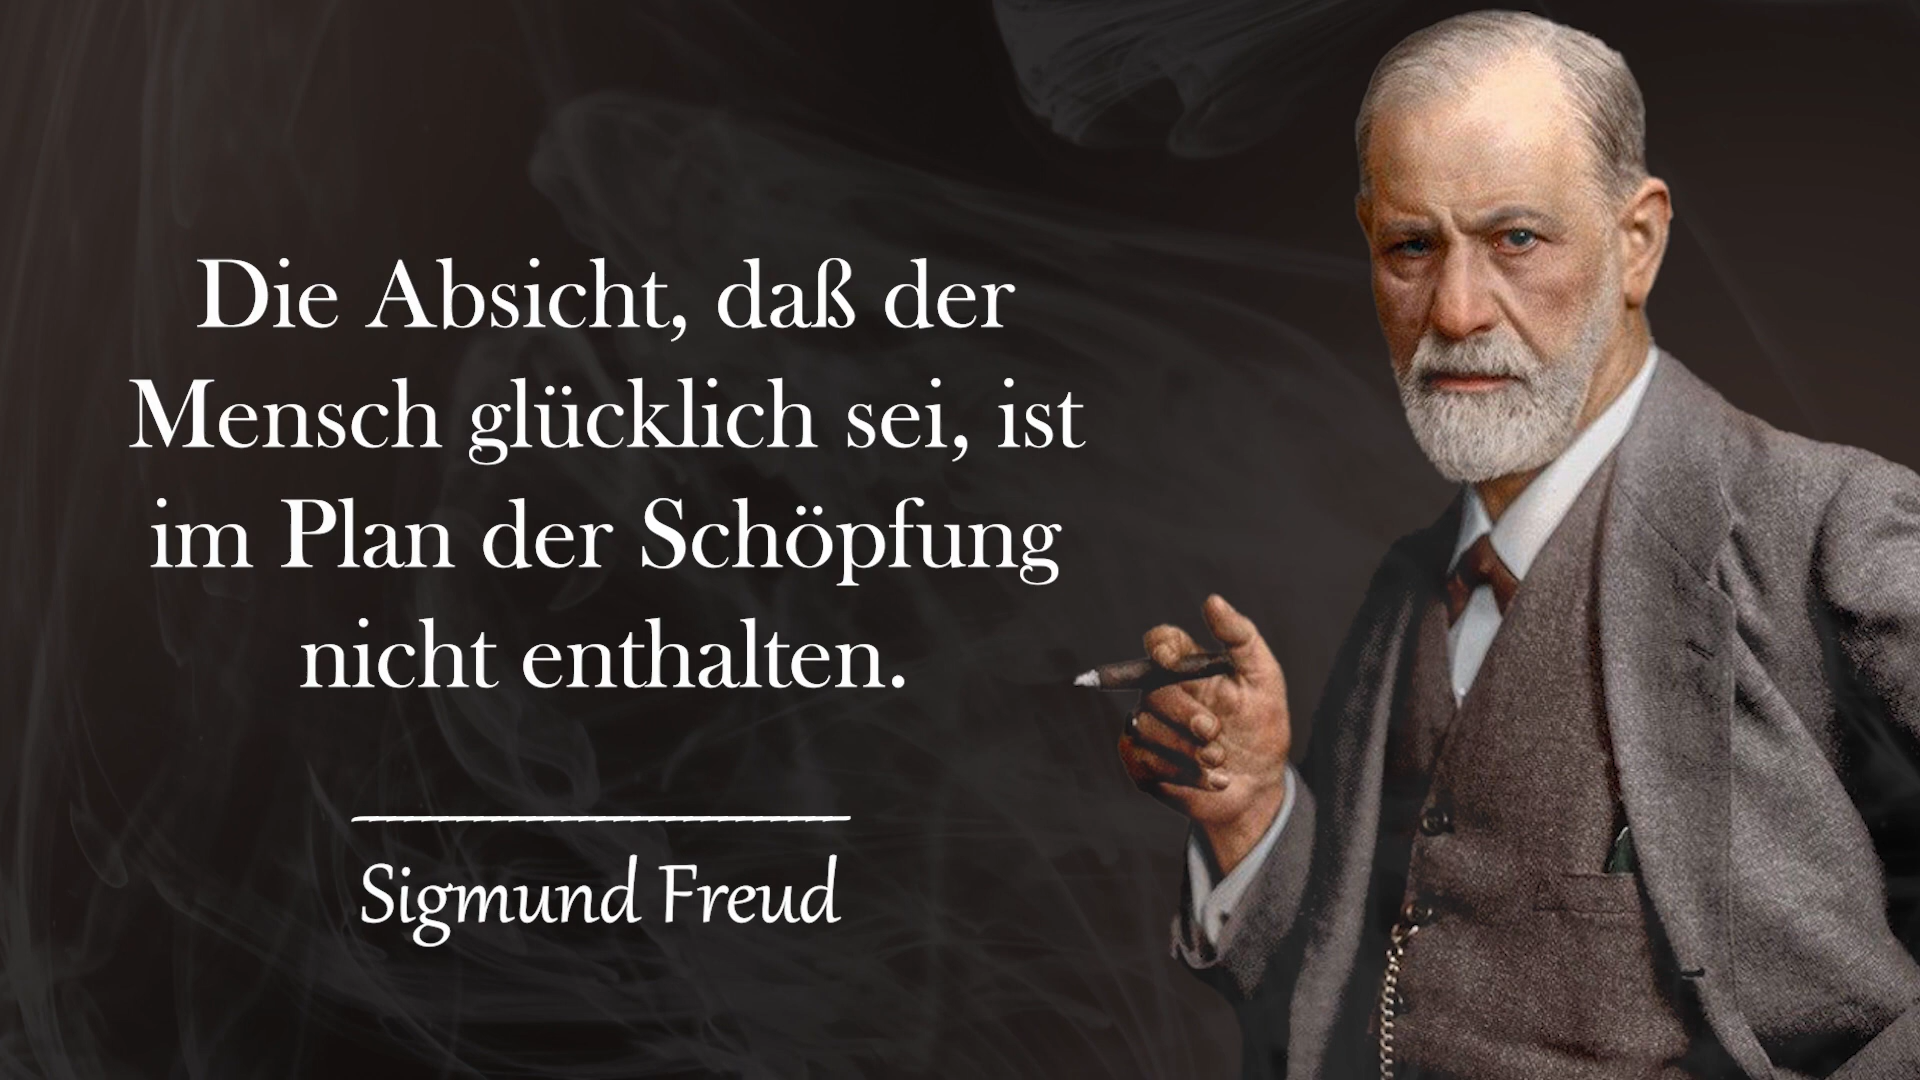 Die Absicht, daß der
Mensch glücklich sei, ist
im Plan der Schöpfung
nicht enthalten.
Sigmund Freud